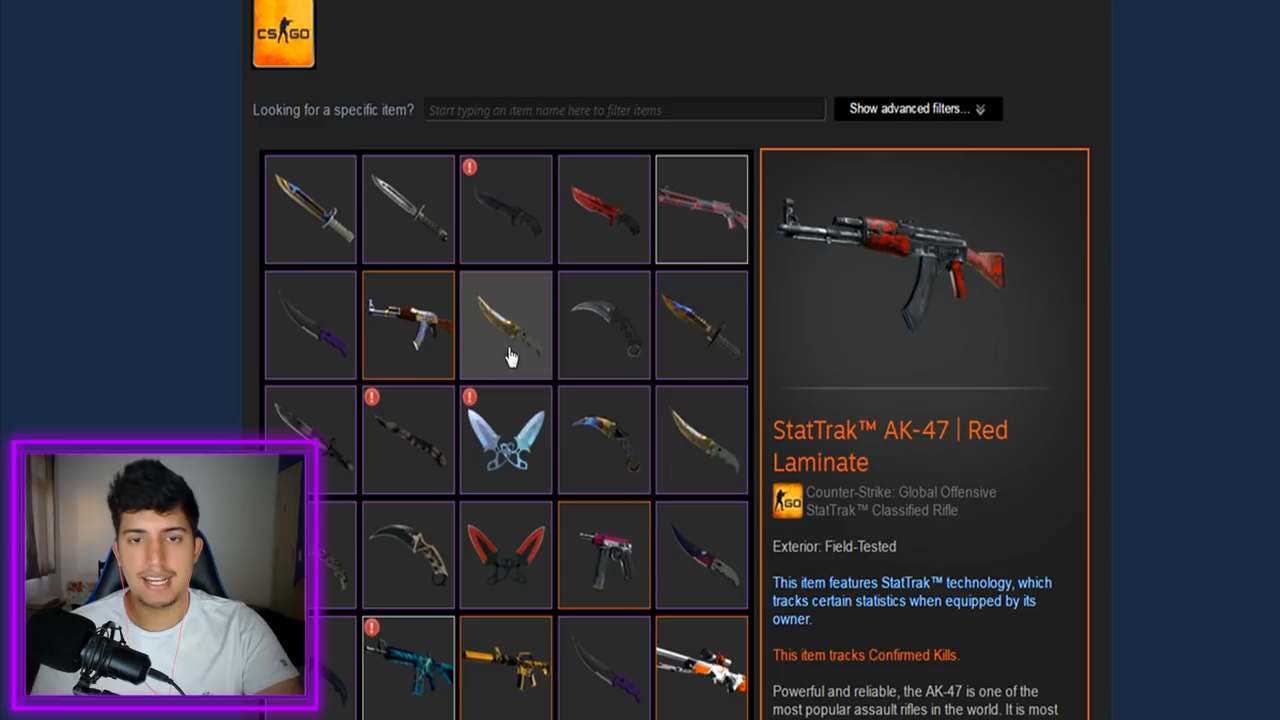 CS GO
Looking for a specific item?
Start typing an item name here to filter items
Show advanced filters...
!
StatTrak™ AK-47 | Red
Laminate
GO
Counter-Strike: Global Offensive
StatTrak™ Classified Rifle
Exterior: Field-Tested
This item features StatTrak™ technology, which
tracks certain statistics when equipped by its
owner.
This item tracks Confirmed Kills.
Powerful and reliable, the AK-47 is one of the
most popular assault rifles in the world. It is most
!
!
!